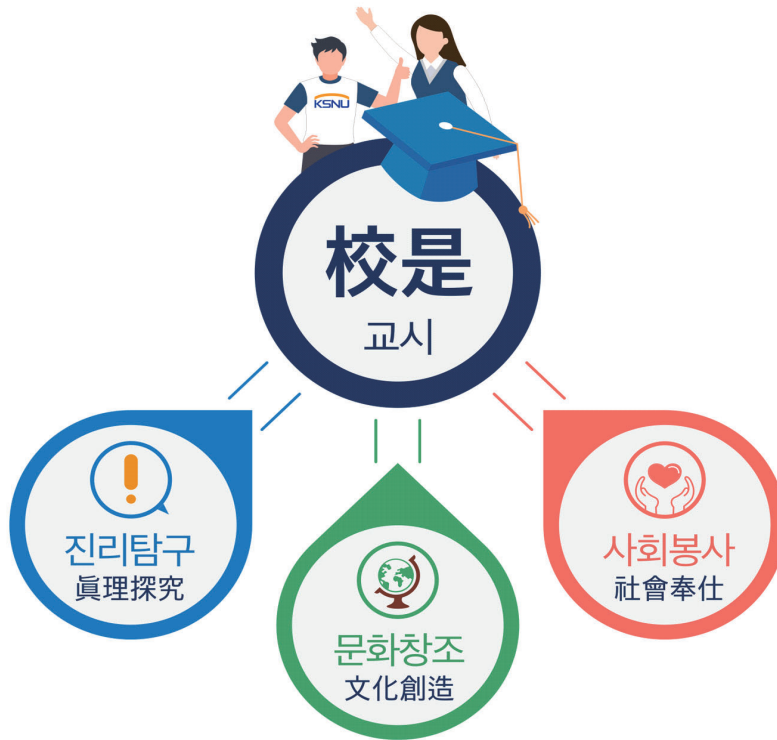 KSNU
校是
교시
진리탐구
眞理探究
문화창조
文化創造
사회봉사
社會奉仕